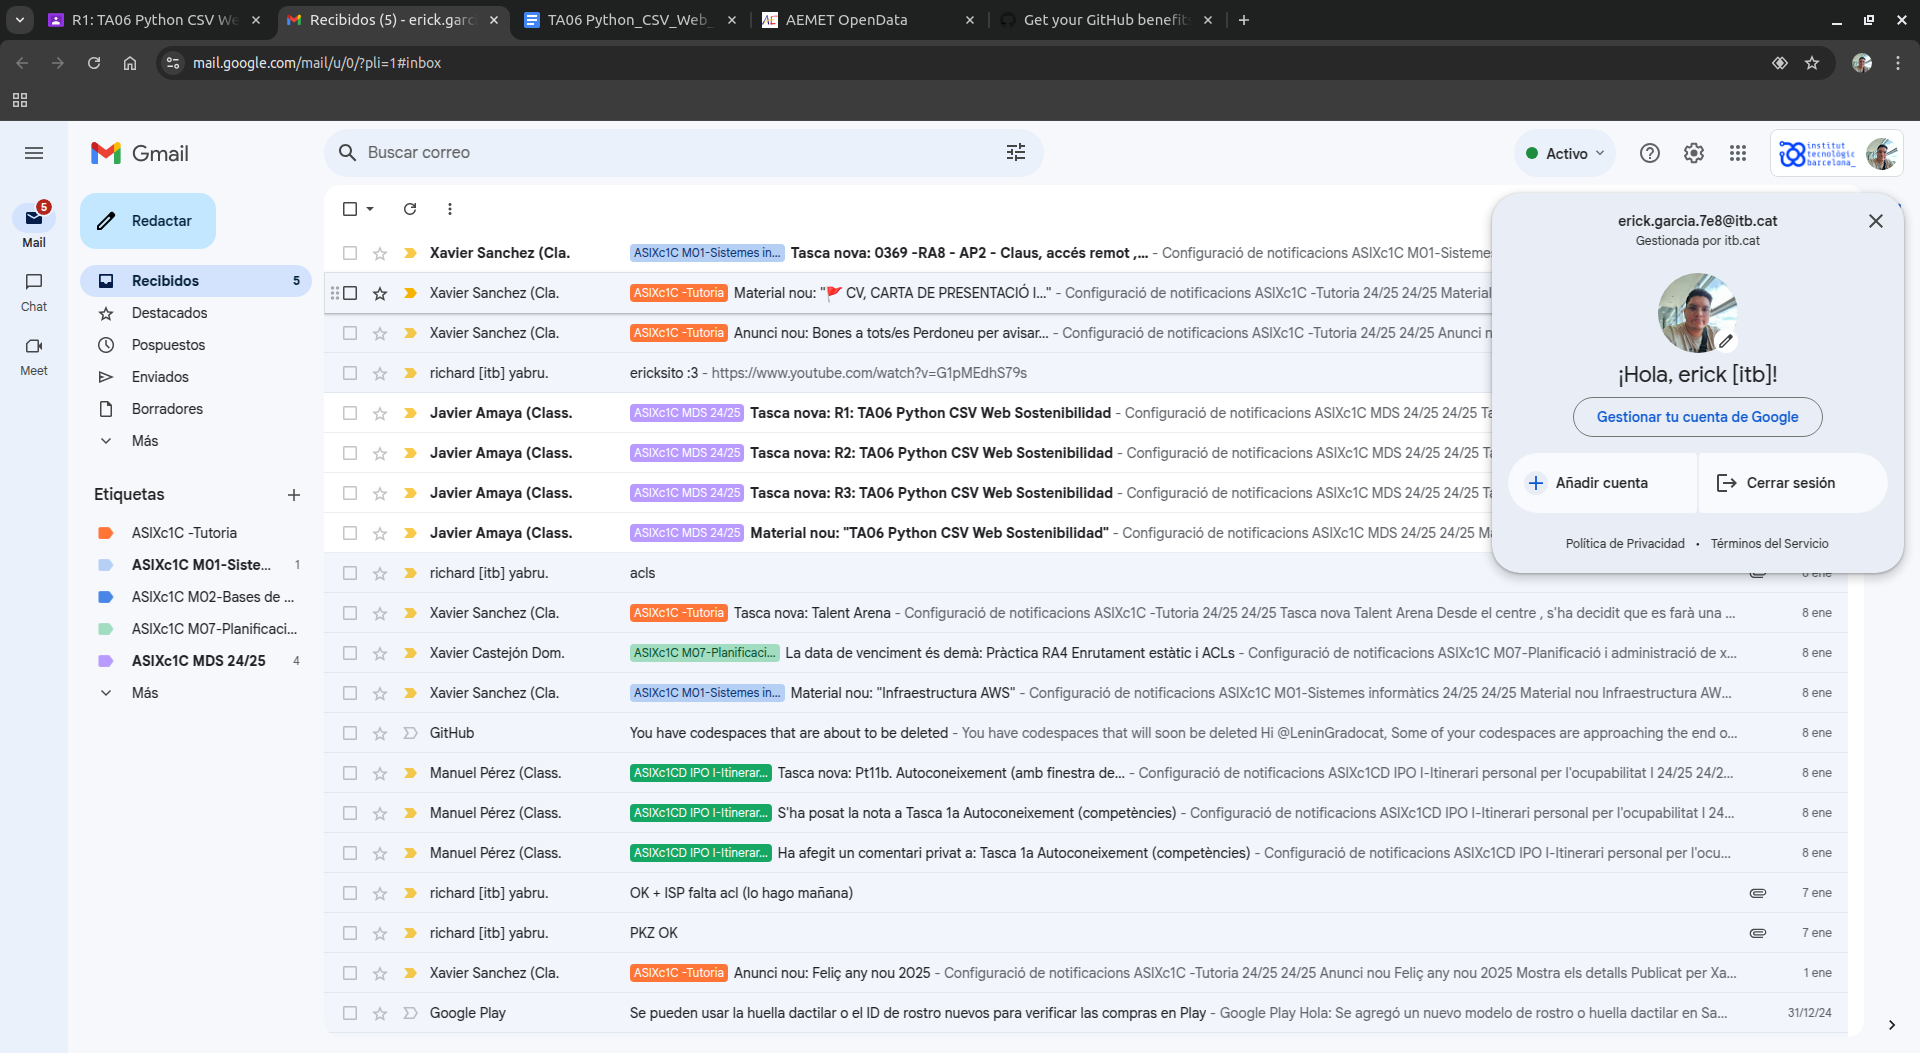 R1: TA06 Python CSV We
Recibidos (5) - erick.garc
TA06 Python_CSV_Web_
AEMET OpenData
Get your GitHub benefits
mail.google.com/mail/u/0/?pli=1#inbox
Gmail
Buscar correo
Activo
institut
tecnològic
barcelona_
5
Mail
Chat
Meet
Redactar
Recibidos 5
Destacados
Pospuestos
Enviados
Borradores
Más
Etiquetas
ASIXc1C -Tutoria
ASIXc1C M01-Siste... 1
ASIXc1C M02-Bases de ...
ASIXc1C M07-Planificaci...
ASIXc1C MDS 24/25 4
Más
Xavier Sanchez (Cla. ASIXc1C M01-Sistemes in... Tasca nova: 0369 -RA8 - AP2 - Claus, accés remot ,... - Configuració de notificacions ASIXc1C M01-Sistemes
Xavier Sanchez (Cla. ASIXc1C -Tutoria Material nou: "🚩 CV, CARTA DE PRESENTACIÓ I..." - Configuració de notificacions ASIXc1C -Tutoria 24/25 24/25 Material
Xavier Sanchez (Cla. ASIXc1C -Tutoria Anunci nou: Bones a tots/es Perdoneu per avisar... - Configuració de notificacions ASIXc1C -Tutoria 24/25 24/25 Anunci n
richard [itb] yabru. ericksito :3 - https://www.youtube.com/watch?v=G1pMEdhS79s
Javier Amaya (Class. ASIXc1C MDS 24/25 Tasca nova: R1: TA06 Python CSV Web Sostenibilidad - Configuració de notificacions ASIXc1C MDS 24/25 24/25 Ta
Javier Amaya (Class. ASIXc1C MDS 24/25 Tasca nova: R2: TA06 Python CSV Web Sostenibilidad - Configuració de notificacions ASIXc1C MDS 24/25 24/25 Ta
Javier Amaya (Class. ASIXc1C MDS 24/25 Tasca nova: R3: TA06 Python CSV Web Sostenibilidad - Configuració de notificacions ASIXc1C MDS 24/25 24/25 Ta
Javier Amaya (Class. ASIXc1C MDS 24/25 Material nou: "TA06 Python CSV Web Sostenibilidad" - Configuració de notificacions ASIXc1C MDS 24/25 24/25 M
richard [itb] yabru. acls 8 ene
Xavier Sanchez (Cla. ASIXc1C -Tutoria Tasca nova: Talent Arena - Configuració de notificacions ASIXc1C -Tutoria 24/25 24/25 Tasca nova Talent Arena Desde el centre , s'ha decidit que es farà una ... 8 ene
Xavier Castejón Dom. ASIXc1C M07-Planificaci... La data de venciment és demà: Pràctica RA4 Enrutament estàtic i ACLs - Configuració de notificacions ASIXc1C M07-Planificació i administració de x... 8 ene
Xavier Sanchez (Cla. ASIXc1C M01-Sistemes in... Material nou: "Infraestructura AWS" - Configuració de notificacions ASIXc1C M01-Sistemes informàtics 24/25 24/25 Material nou Infraestructura AW... 8 ene
GitHub You have codespaces that are about to be deleted - You have codespaces that will soon be deleted Hi @LeninGradocat, Some of your codespaces are approaching the end o... 8 ene
Manuel Pérez (Class. ASIXc1CD IPO I-Itinerar... Tasca nova: Pt11b. Autoconeixement (amb finestra de... - Configuració de notificacions ASIXc1CD IPO I-Itinerari personal per l'ocupabilitat I 24/25 24/2... 8 ene
Manuel Pérez (Class. ASIXc1CD IPO I-Itinerar... S'ha posat la nota a Tasca 1a Autoconeixement (competències) - Configuració de notificacions ASIXc1CD IPO I-Itinerari personal per l'ocupabilitat I 24... 8 ene
Manuel Pérez (Class. ASIXc1CD IPO I-Itinerar... Ha afegit un comentari privat a: Tasca 1a Autoconeixement (competències) - Configuració de notificacions ASIXc1CD IPO I-Itinerari personal per l'ocu... 8 ene
richard [itb] yabru. OK + ISP falta acl (lo hago mañana) 7 ene
richard [itb] yabru. PKZ OK 7 ene
Xavier Sanchez (Cla. ASIXc1C -Tutoria Anunci nou: Feliç any nou 2025 - Configuració de notificacions ASIXc1C -Tutoria 24/25 24/25 Anunci nou Feliç any nou 2025 Mostra els detalls Publicat per Xa... 1 ene
Google Play Se pueden usar la huella dactilar o el ID de rostro nuevos para verificar las compras en Play - Google Play Hola: Se agregó un nuevo modelo de rostro o huella dactilar en Sa... 31/12/24
erick.garcia.7e8@itb.cat
Gestionada por itb.cat
¡Hola, erick [itb]!
Gestionar tu cuenta de Google
Añadir cuenta
Cerrar sesión
Política de Privacidad • Términos del Servicio